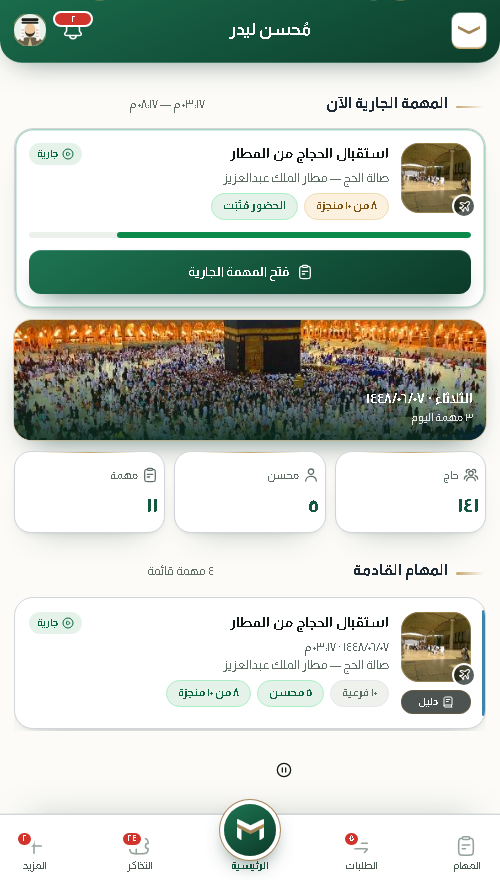 مُحسن ليدر
٢
المهمة الجارية الآن
٠٣:١٧م — ٠٨:١٧م
استقبال الحجاج من المطار
جارية
صالة الحج — مطار الملك عبدالعزيز
٨ من ١٠ منجزة
الحضور مُثبّت
فتح المهمة الجارية
الثلاثاء · ١٤٤٨/٠٦/٠٧
٣ مهمة اليوم
حاج
١٤١
محسن
٥
مهمة
١١
المهام القادمة
٤ مهمة قائمة
استقبال الحجاج من المطار
جارية
١٤٤٨/٠٦/٠٧ · ٠٣:١٧م
صالة الحج — مطار الملك عبدالعزيز
١٠ فرعية
٥ محسن
٨ من ١٠ منجزة
دليل
المهام
٥
الطلبات
الرئيسية
٢٤
التذاكر
٢
المزيد